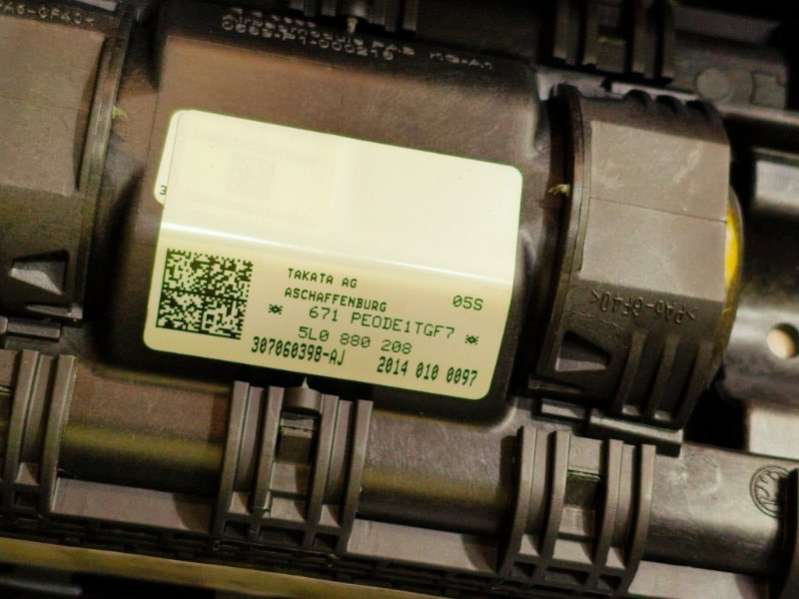 TAKATA AG
ASCHAFFENBURG 05S
* 671 PEODE1TGF7 *
5L0 880 208
307060398-AJ 2014 010 0097
>PA6-GF40<